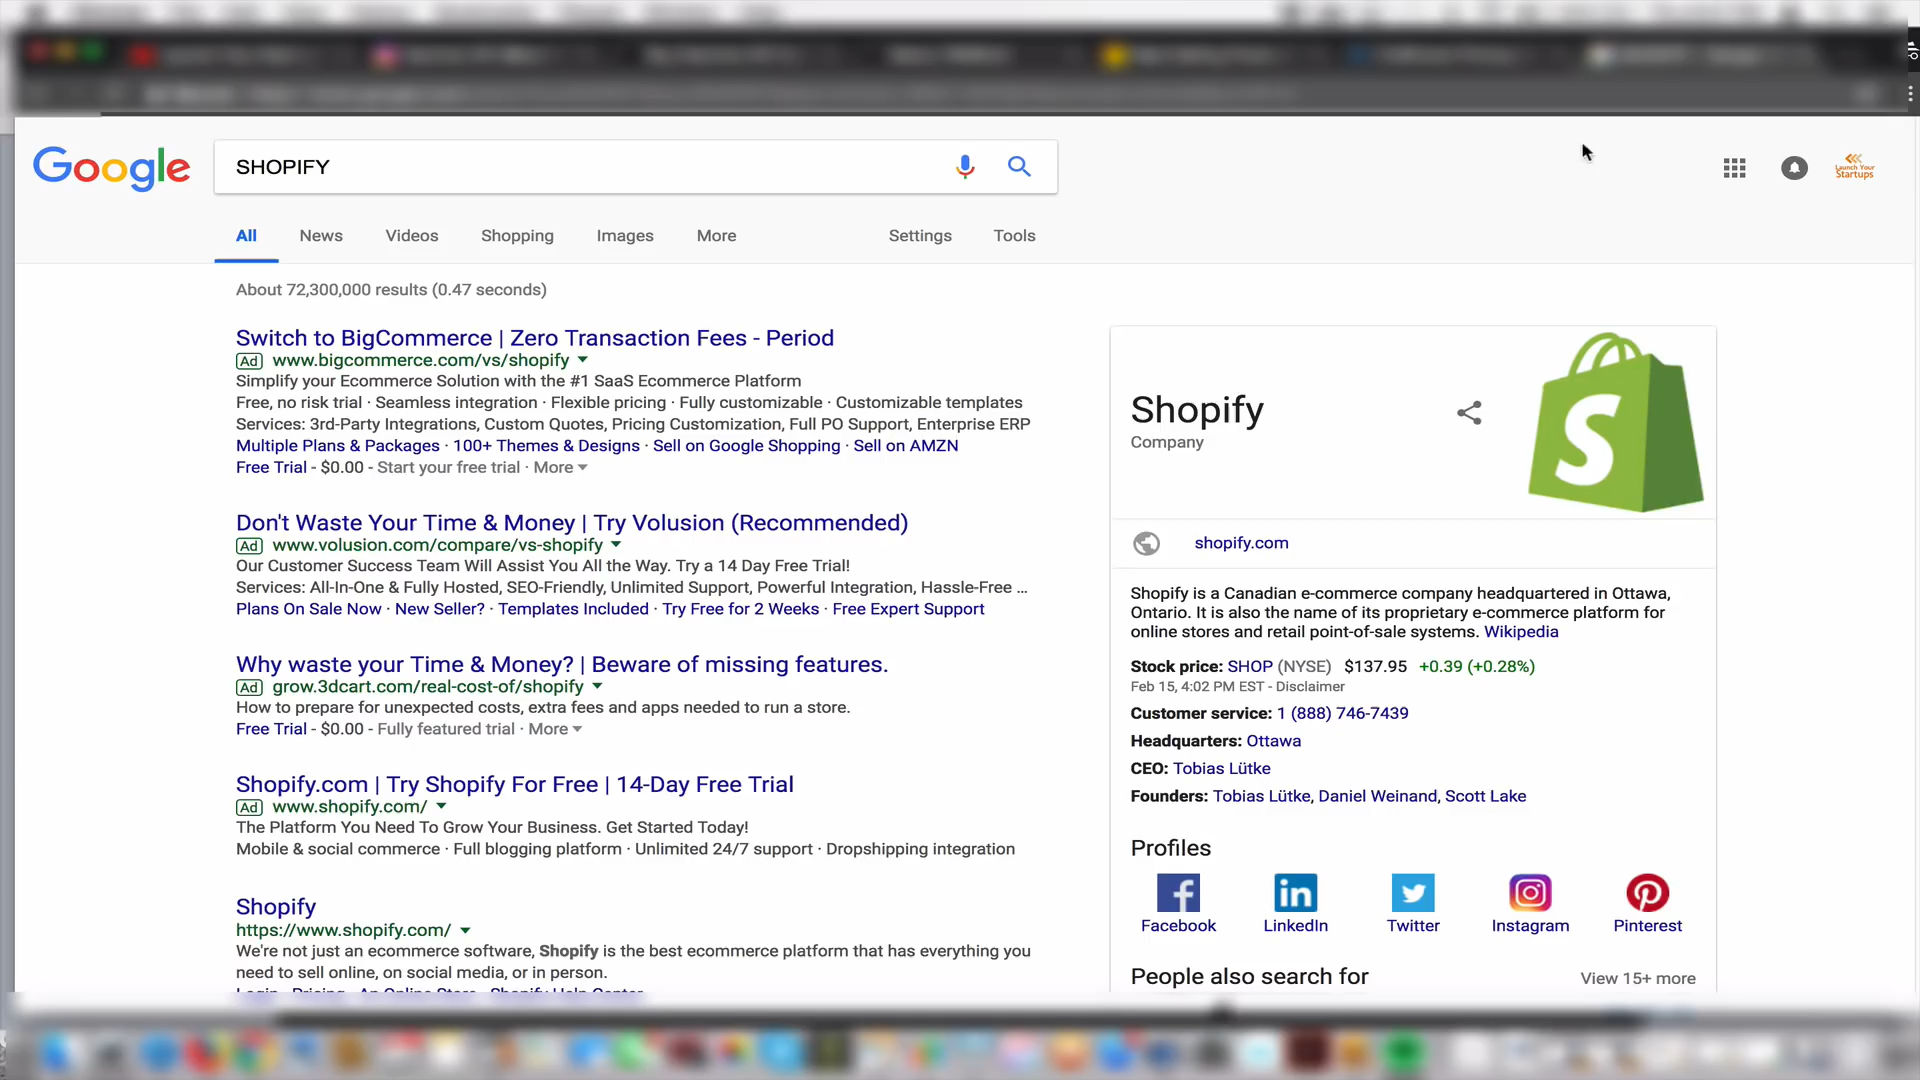 Google
SHOPIFY
Launch Your
Startups
All
News
Videos
Shopping
Images
More
Settings
Tools
About 72,300,000 results (0.47 seconds)
Switch to BigCommerce | Zero Transaction Fees - Period
Ad www.bigcommerce.com/vs/shopify
Simplify your Ecommerce Solution with the #1 SaaS Ecommerce Platform
Free, no risk trial · Seamless integration · Flexible pricing · Fully customizable · Customizable templates
Services: 3rd-Party Integrations, Custom Quotes, Pricing Customization, Full PO Support, Enterprise ERP
Multiple Plans & Packages · 100+ Themes & Designs · Sell on Google Shopping · Sell on AMZN
Free Trial - $0.00 - Start your free trial · More
Don't Waste Your Time & Money | Try Volusion (Recommended)
Ad www.volusion.com/compare/vs-shopify
Our Customer Success Team Will Assist You All the Way. Try a 14 Day Free Trial!
Services: All-In-One & Fully Hosted, SEO-Friendly, Unlimited Support, Powerful Integration, Hassle-Free ...
Plans On Sale Now · New Seller? · Templates Included · Try Free for 2 Weeks · Free Expert Support
Why waste your Time & Money? | Beware of missing features.
Ad grow.3dcart.com/real-cost-of/shopify
How to prepare for unexpected costs, extra fees and apps needed to run a store.
Free Trial - $0.00 - Fully featured trial · More
Shopify.com | Try Shopify For Free | 14-Day Free Trial
Ad www.shopify.com/
The Platform You Need To Grow Your Business. Get Started Today!
Mobile & social commerce · Full blogging platform · Unlimited 24/7 support · Dropshipping integration
Shopify
https://www.shopify.com/
We're not just an ecommerce software, Shopify is the best ecommerce platform that has everything you
need to sell online, on social media, or in person.
Login · Pricing · An Online Store · Shopify Help Center
Shopify
Company
S
shopify.com
Shopify is a Canadian e-commerce company headquartered in Ottawa,
Ontario. It is also the name of its proprietary e-commerce platform for
online stores and retail point-of-sale systems. Wikipedia
Stock price: SHOP (NYSE) $137.95 +0.39 (+0.28%)
Feb 15, 4:02 PM EST - Disclaimer
Customer service: 1 (888) 746-7439
Headquarters: Ottawa
CEO: Tobias Lütke
Founders: Tobias Lütke, Daniel Weinand, Scott Lake
Profiles
Facebook
LinkedIn
Twitter
Instagram
Pinterest
People also search for
View 15+ more